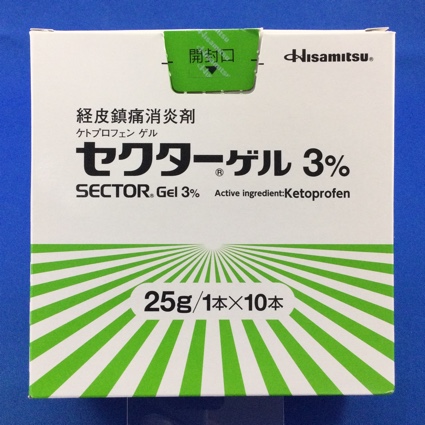 開封口
Hisamitsu®
経皮鎮痛消炎剤
ケトプロフェン ゲル
セクター®ゲル 3%
SECTOR® Gel 3% Active ingredient:Ketoprofen
25g/1本×10本